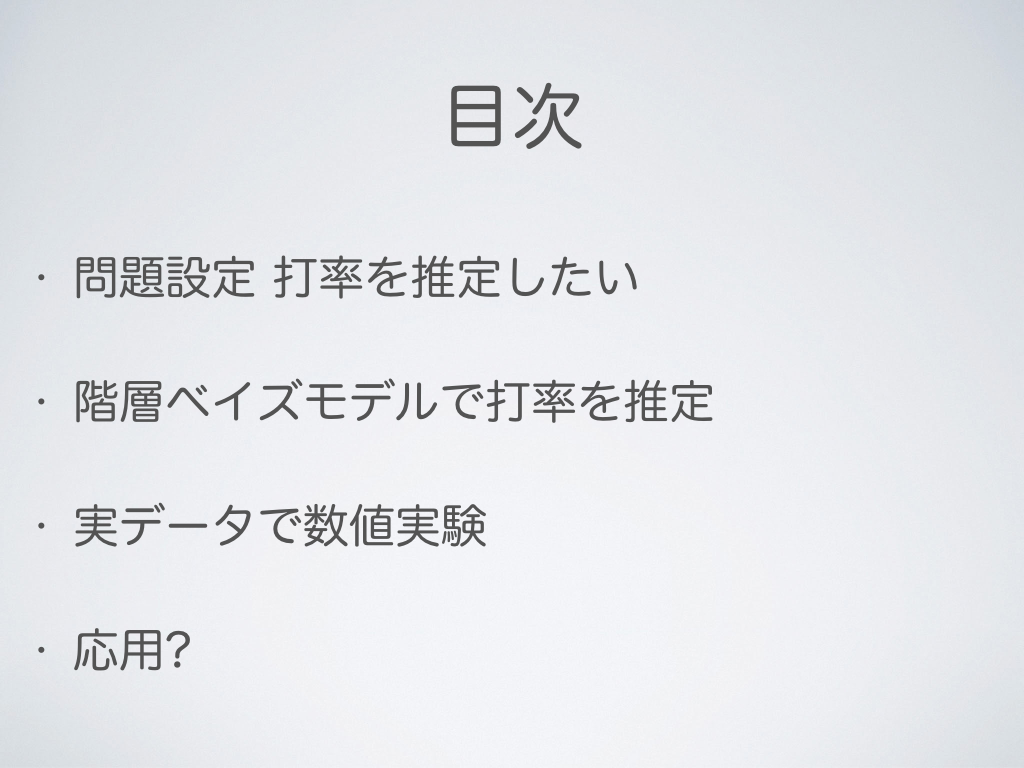 目次
・問題設定 打率を推定したい
・階層ベイズモデルで打率を推定
・実データで数値実験
・応用?